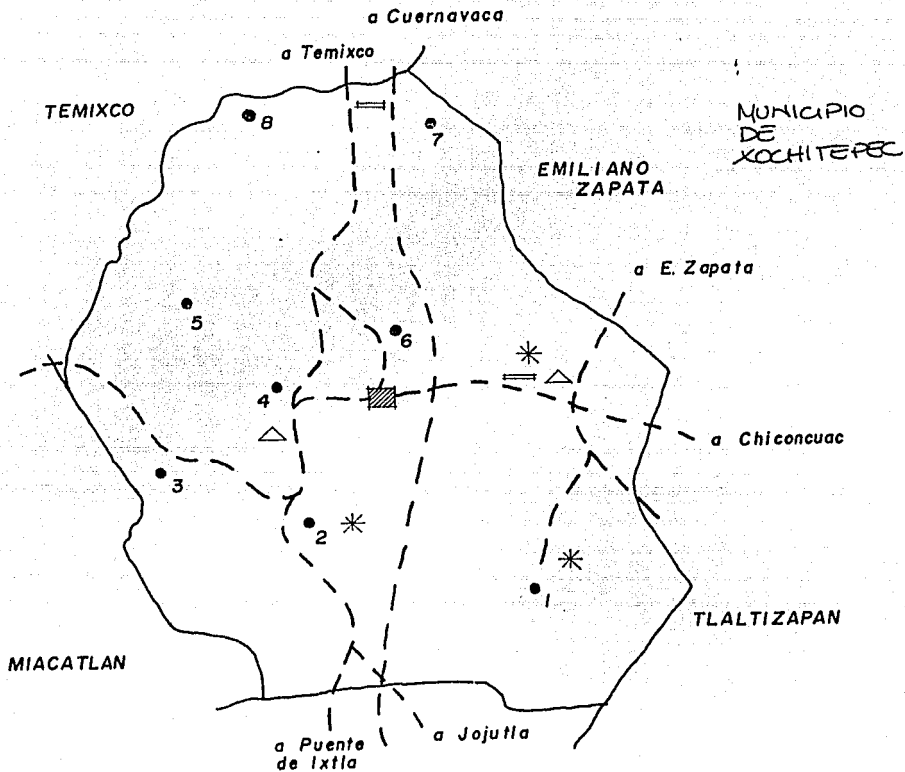 a Cuernavaca
a Temixco
TEMIXCO
8
7
MUNICIPIO
DE
XOCHITEPEC
EMILIANO
ZAPATA
a E. Zapata
5
6
4
a Chiconcuac
3
2
TLALTIZAPAN
MIACATLAN
a Puente
de Ixtla
a Jojutla